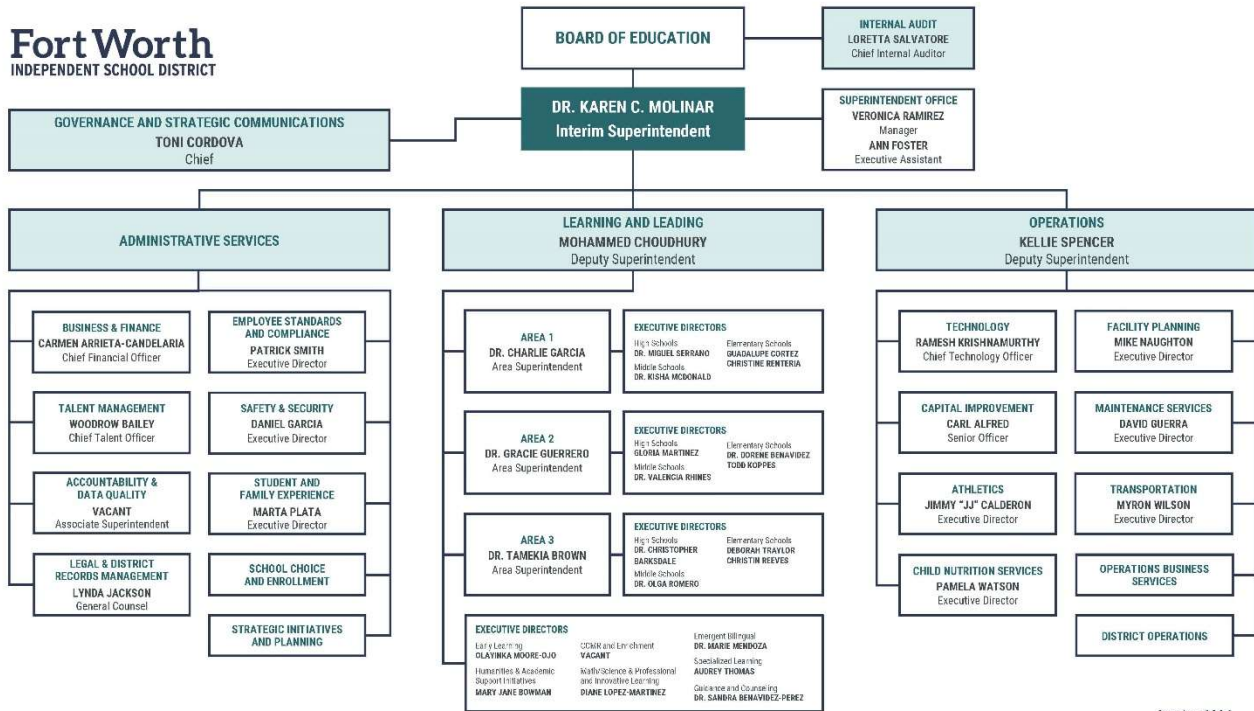 Fort Worth
INDEPENDENT SCHOOL DISTRICT
BOARD OF EDUCATION
INTERNAL AUDIT
LORETTA SALVATORE
Chief Internal Auditor
DR. KAREN C. MOLINAR
Interim Superintendent
SUPERINTENDENT OFFICE
VERONICA RAMIREZ
Manager
ANN FOSTER
Executive Assistant
GOVERNANCE AND STRATEGIC COMMUNICATIONS
TONI CORDOVA
Chief
ADMINISTRATIVE SERVICES
BUSINESS & FINANCE
CARMEN ARRIETA-CANDELARIA
Chief Financial Officer
EMPLOYEE STANDARDS
AND COMPLIANCE
PATRICK SMITH
Executive Director
TALENT MANAGEMENT
WOODROW BAILEY
Chief Talent Officer
SAFETY & SECURITY
DANIEL GARCIA
Executive Director
ACCOUNTABILITY &
DATA QUALITY
VACANT
Associate Superintendent
STUDENT AND
FAMILY EXPERIENCE
MARTA PLATA
Executive Director
LEGAL & DISTRICT
RECORDS MANAGEMENT
LYNDA JACKSON
General Counsel
SCHOOL CHOICE
AND ENROLLMENT
STRATEGIC INITIATIVES
AND PLANNING
LEARNING AND LEADING
MOHAMMED CHOUDHURY
Deputy Superintendent
AREA 1
DR. CHARLIE GARCIA
Area Superintendent
EXECUTIVE DIRECTORS
High Schools
DR. MIGUEL SERRANO
Middle Schools
DR. KISHA MCDONALD
Elementary Schools
GUADALUPE CORTEZ
CHRISTINE RENTERIA
AREA 2
DR. GRACIE GUERRERO
Area Superintendent
EXECUTIVE DIRECTORS
High Schools
GLORIA MARTINEZ
Middle Schools
DR. VALENCIA RHINES
Elementary Schools
DR. DORENE BENAVIDEZ
TODD KOPPES
AREA 3
DR. TAMEKIA BROWN
Area Superintendent
EXECUTIVE DIRECTORS
High Schools
DR. CHRISTOPHER
BARKSDALE
Middle Schools
DR. OLGA ROMERO
Elementary Schools
DEBORAH TRAYLOR
CHRISTIN REEVES
EXECUTIVE DIRECTORS
Early Learning
OLAYINKA MOORE-OJO
Humanities & Academic
Support Initiatives
MARY JANE BOWMAN
CCMR and Enrichment
VACANT
Math/Science & Professional
and Innovative Learning
DIANE LOPEZ-MARTINEZ
Emergent Bilingual
DR. MARIE MENDOZA
Specialized Learning
AUDREY THOMAS
Guidance and Counseling
DR. SANDRA BENAVIDEZ-PEREZ
OPERATIONS
KELLIE SPENCER
Deputy Superintendent
TECHNOLOGY
RAMESH KRISHNAMURTHY
Chief Technology Officer
FACILITY PLANNING
MIKE NAUGHTON
Executive Director
CAPITAL IMPROVEMENT
CARL ALFRED
Senior Officer
MAINTENANCE SERVICES
DAVID GUERRA
Executive Director
ATHLETICS
JIMMY "JJ" CALDERON
Executive Director
TRANSPORTATION
MYRON WILSON
Executive Director
CHILD NUTRITION SERVICES
PAMELA WATSON
Executive Director
OPERATIONS BUSINESS
SERVICES
DISTRICT OPERATIONS